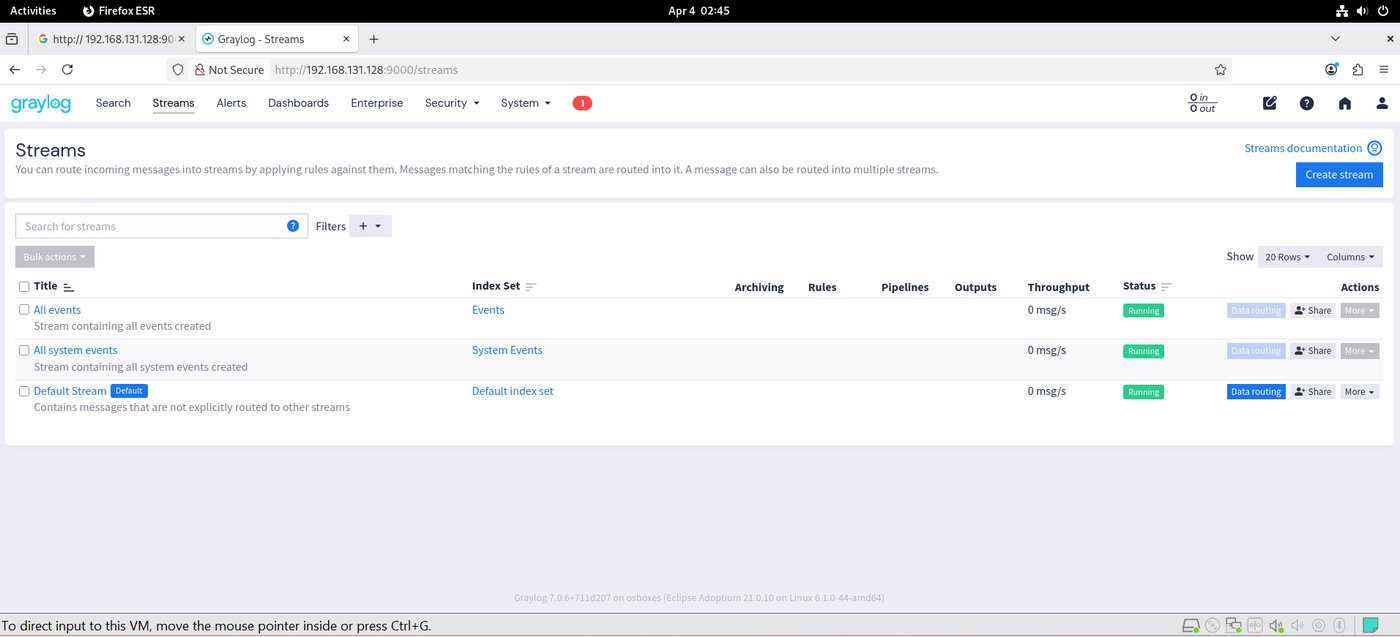 Activities Firefox ESR Apr 4 02:45
http:// 192.168.131.128:90 Graylog - Streams
Not Secure http://192.168.131.128:9000/streams
graylog Search Streams Alerts Dashboards Enterprise Security System 1 0 in
0 out
Streams
Streams documentation
You can route incoming messages into streams by applying rules against them. Messages matching the rules of a stream are routed into it. A message can also be routed into multiple streams.
Create stream
Search for streams ? Filters +
Bulk actions Show 20 Rows Columns
Title Index Set Archiving Rules Pipelines Outputs Throughput Status Actions
All events Events 0 msg/s Running Data routing Share More
Stream containing all events created
All system events System Events 0 msg/s Running Data routing Share More
Stream containing all system events created
Default Stream Default Default index set 0 msg/s Running Data routing Share More
Contains messages that are not explicitly routed to other streams
Graylog 7.0.6+711d207 on osboxes (Eclipse Adoptium 21.0.10 on Linux 6.1.0-44-amd64)
To direct input to this VM, move the mouse pointer inside or press Ctrl+G.